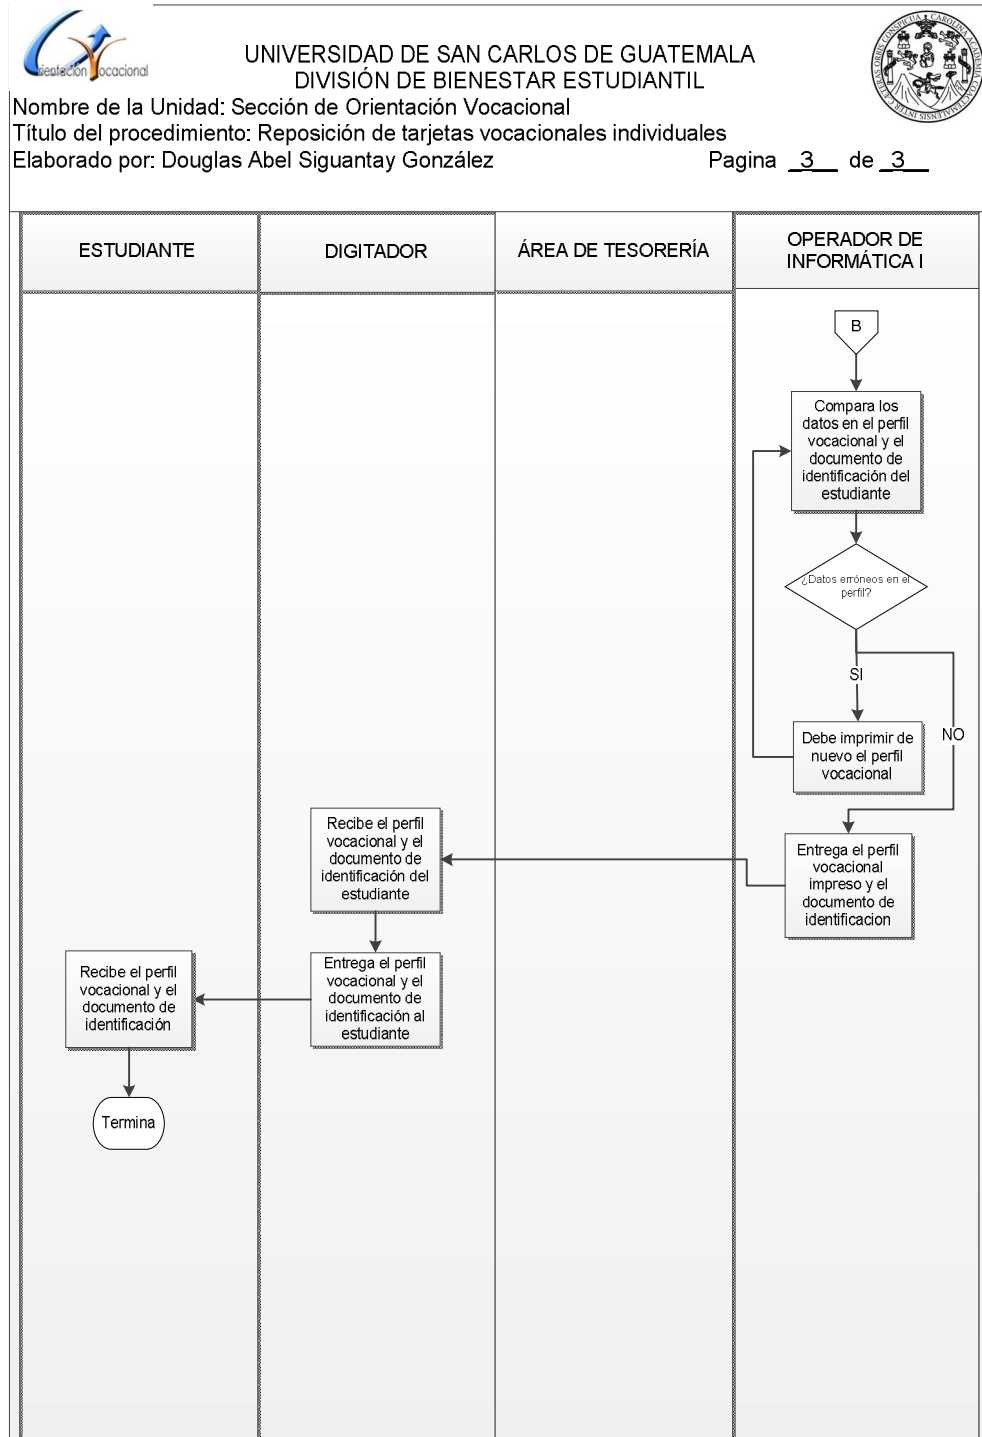 Orientación Vocacional
UNIVERSIDAD DE SAN CARLOS DE GUATEMALA
DIVISIÓN DE BIENESTAR ESTUDIANTIL
Nombre de la Unidad: Sección de Orientación Vocacional
Título del procedimiento: Reposición de tarjetas vocacionales individuales
Elaborado por: Douglas Abel Siguantay González Pagina 3 de 3
ESTUDIANTE
DIGITADOR
ÁREA DE TESORERÍA
OPERADOR DE
INFORMÁTICA I
B
Compara los
datos en el perfil
vocacional y el
documento de
identificación del
estudiante
¿Datos erróneos en el
perfil?
SI
NO
Debe imprimir de
nuevo el perfil
vocacional
Entrega el perfil
vocacional
impreso y el
documento de
identificacion
Recibe el perfil
vocacional y el
documento de
identificación del
estudiante
Entrega el perfil
vocacional y el
documento de
identificación al
estudiante
Recibe el perfil
vocacional y el
documento de
identificación
Termina